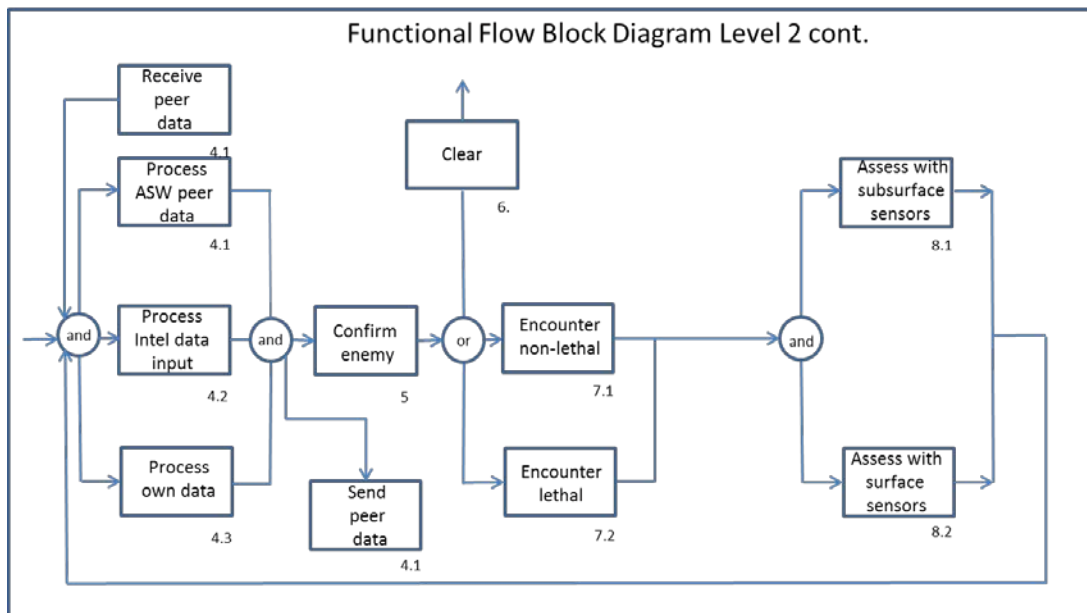 Functional Flow Block Diagram Level 2 cont.
Receive
peer
data
4.1
Process
ASW peer
data
4.1
and
Process
Intel data
input
4.2
Process
own data
4.3
and
Send
peer
data
4.1
Confirm
enemy
5
or
Clear
6.
Encounter
non-lethal
7.1
Encounter
lethal
7.2
and
Assess with
subsurface
sensors
8.1
Assess with
surface
sensors
8.2